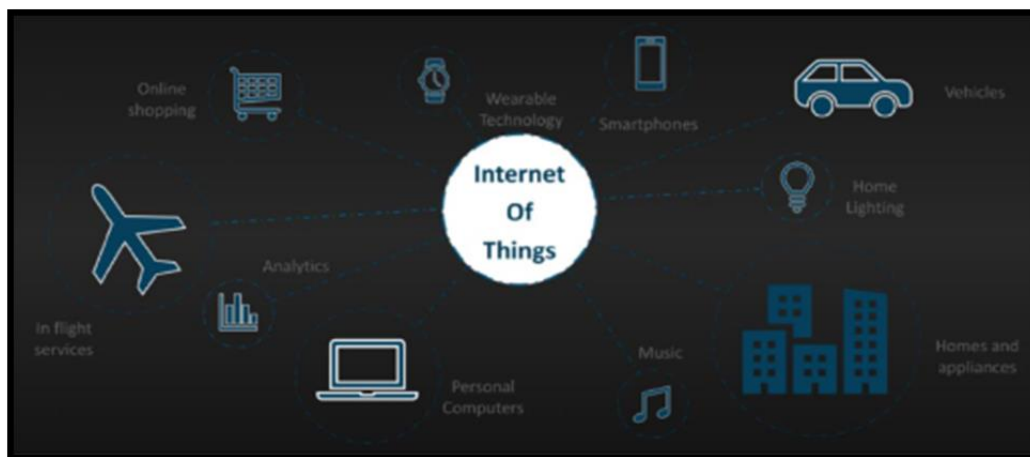 Online
shopping
Wearable
Technology
Smartphones
Vehicles
Internet
Of
Things
Home
Lighting
Analytics
In flight
services
Personal
Computers
Music
Homes and
appliances